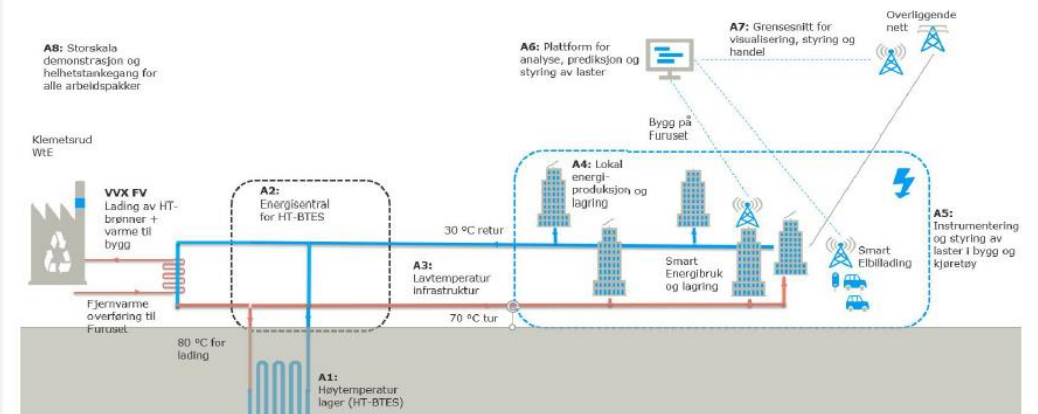 A8: Storskala
demonstrasjon og
helhetstankegang for
alle arbeidspakker
A6: Plattform for
analyse, prediksjon og
styring av laster
A7: Grensesnitt for
visualisering, styring og
handel
Overliggende
nett
Klemetsrud
WtE
VVX FV
Lading av HT-
brønner +
varme til
bygg
A2:
Energisentral
for HT-BTES
Bygg på
Furuset
A4: Lokal
energi-
produksjon og
lagring
A5:
Instrumentering
og styring av
laster i bygg og
kjøretøy
30 °C retur
A3:
Lavtemperatur
infrastruktur
Smart
Energibruk
og lagring
Smart
Elbillading
Fjernvarme
overføring til
Furuset
70 °C tur
80 °C for
lading
A1:
Høytemperatur
lager (HT-BTES)